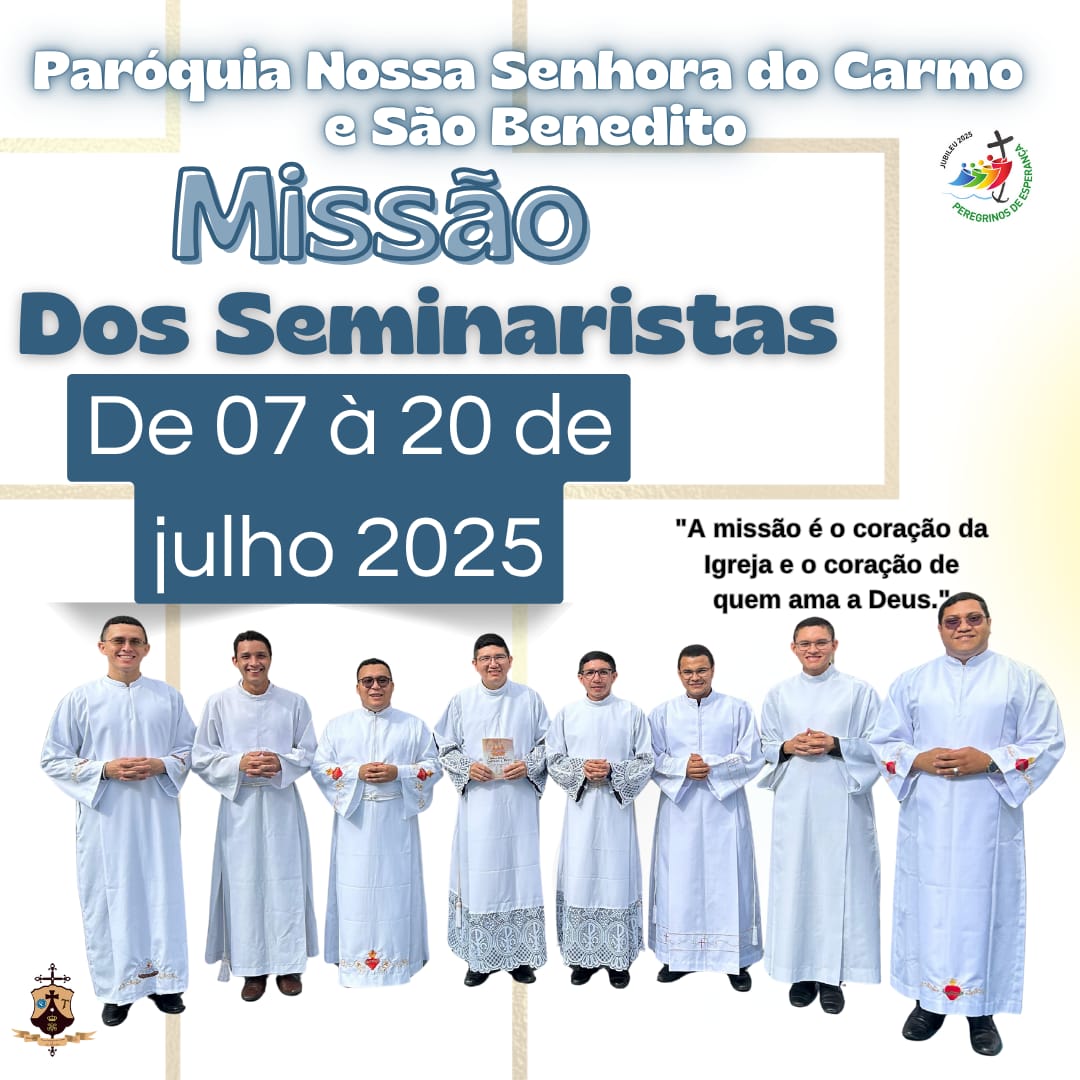 Paróquia Nossa Senhora do Carmo
e São Benedito
JUBILEU 2025
PEREGRINOS DE ESPERANÇA
Missão
Dos Seminaristas
De 07 à 20 de
julho 2025
"A missão é o coração da
Igreja e o coração de
quem ama a Deus."